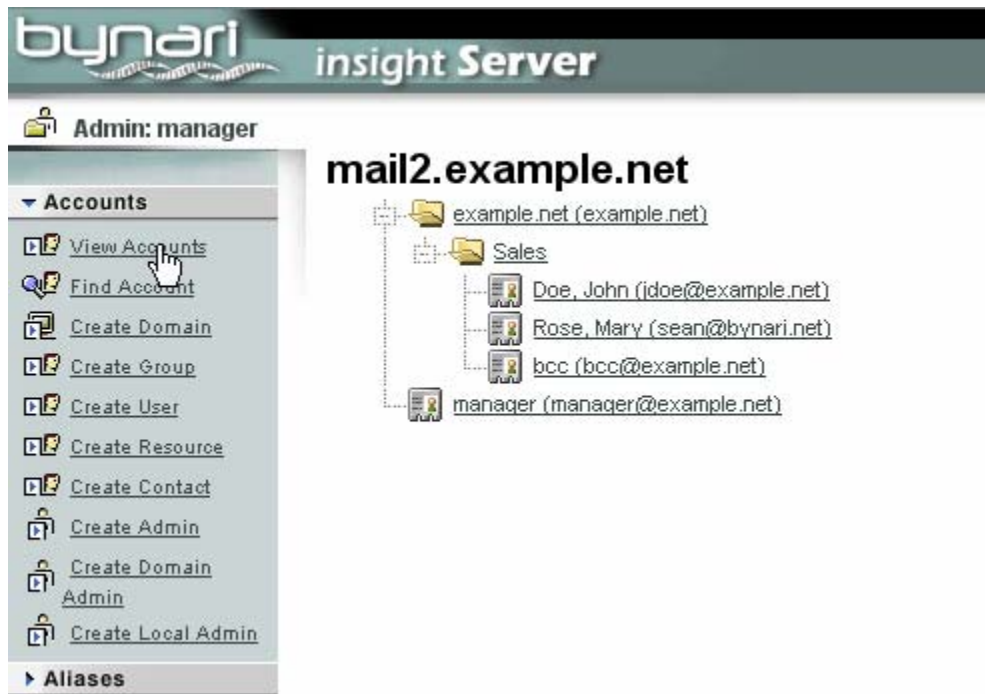 bynari
insight Server
Admin: manager
Accounts
View Accounts
Find Account
Create Domain
Create Group
Create User
Create Resource
Create Contact
Create Admin
Create Domain
Admin
Create Local Admin
Aliases
mail2.example.net
example.net (example.net)
Sales
Doe, John (jdoe@example.net)
Rose, Mary (sean@bynari.net)
bcc (bcc@example.net)
manager (manager@example.net)